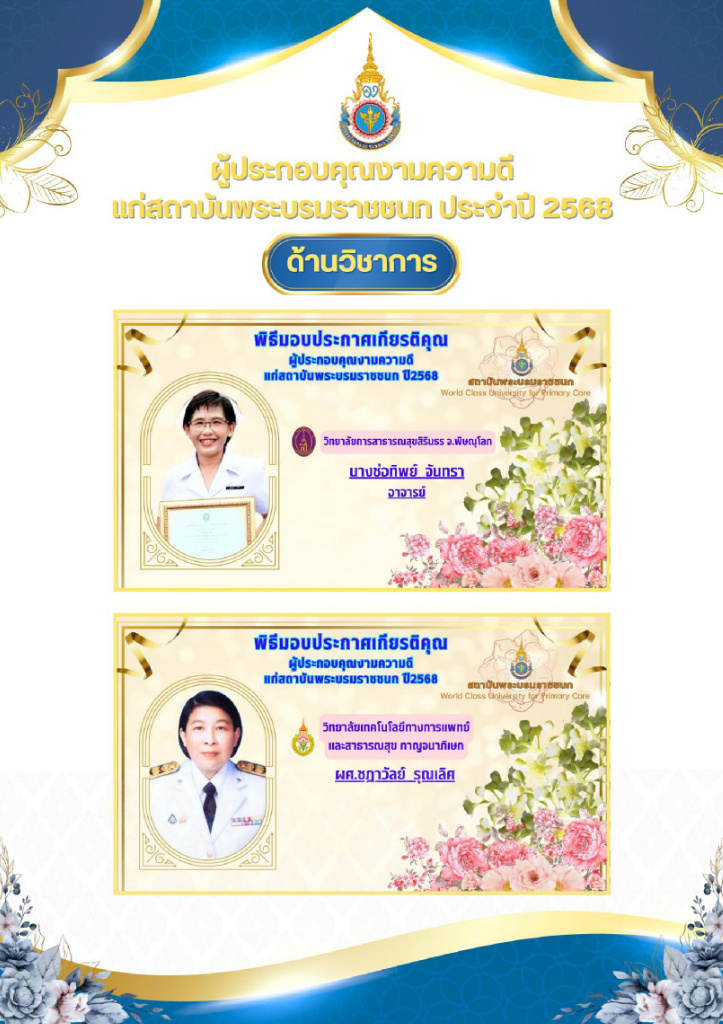 ผู้ประกอบคุณงามความดี
แก่สถาบันพระบรมราชชนก ประจำปี 2568
ด้านวิชาการ
พิธีมอบประกาศเกียรติคุณ
ผู้ประกอบคุณงามความดี
แก่สถาบันพระบรมราชชนก ปี2568
สถาบันพระบรมราชชนก
World Class University for Primary Care
วิทยาลัยการสาธารณสุขสิรินธร จ.พิษณุโลก
นางช่อทิพย์ จันทรา
อาจารย์
พิธีมอบประกาศเกียรติคุณ
ผู้ประกอบคุณงามความดี
แก่สถาบันพระบรมราชชนก ปี2568
สถาบันพระบรมราชชนก
World Class University for Primary Care
วิทยาลัยเทคโนโลยีทางการแพทย์
และสาธารณสุข กาญจนาภิเษก
ผศ.ชฎาวัลย์ รุณเลิศ